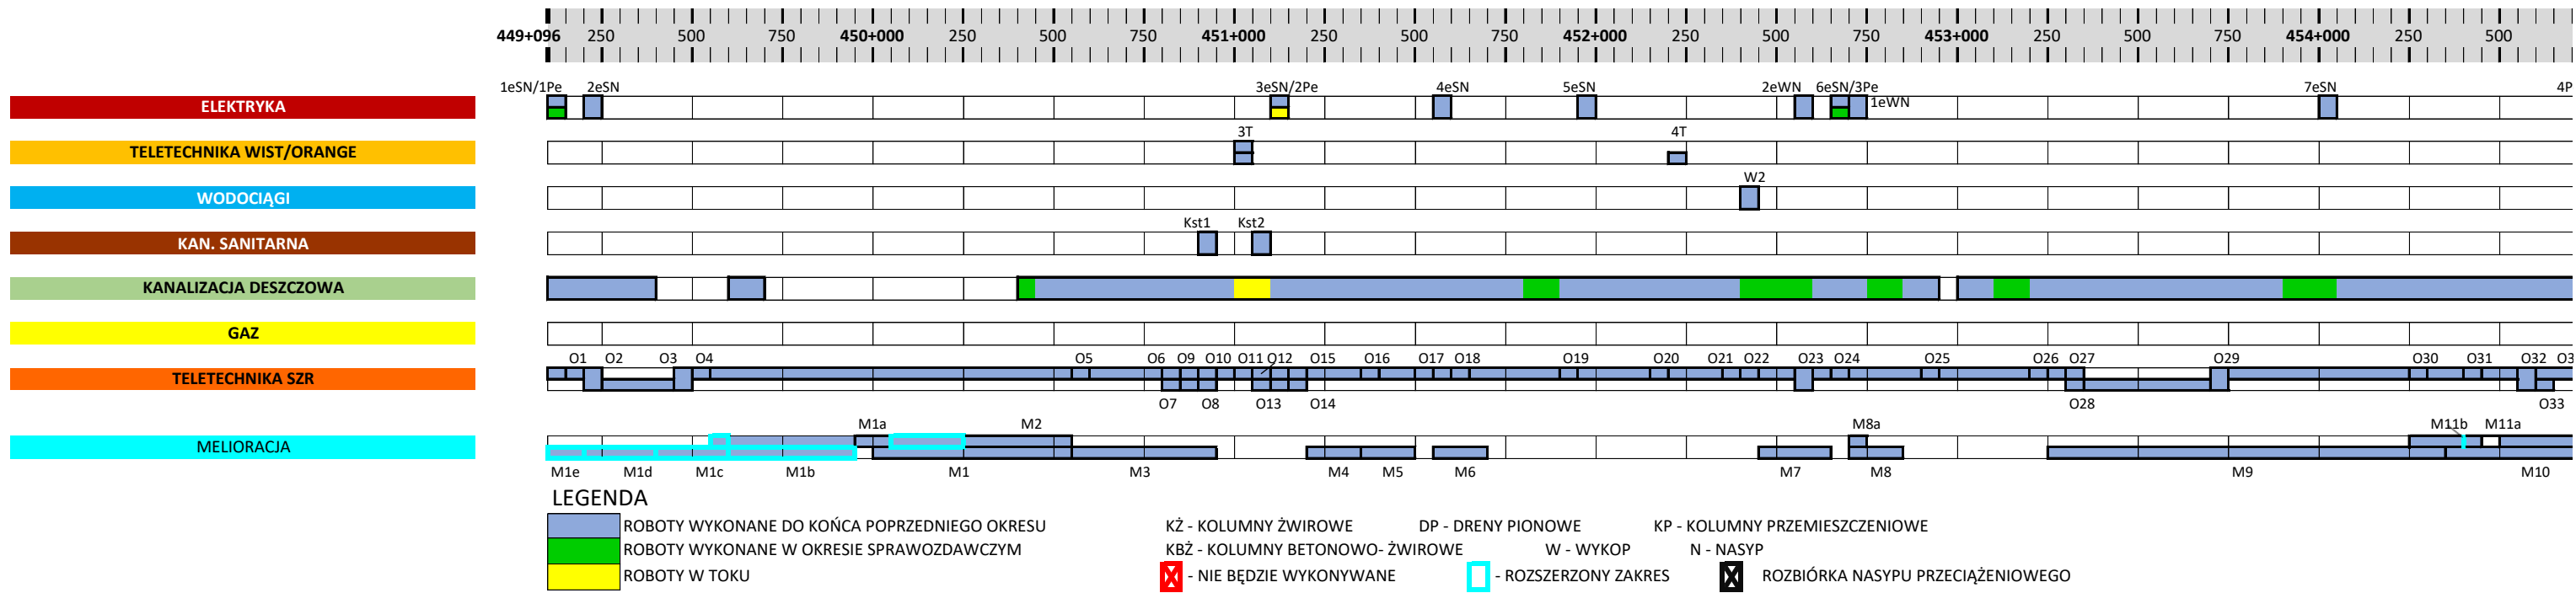 449+096 250 500 750 450+000 250 500 750 451+000 250 500 750 452+000 250 500 750 453+000 250 500 750 454+000 250 500
1eSN/1Pe 2eSN 3eSN/2Pe 4eSN 5eSN 2eWN 6eSN/3Pe 7eSN 4P
ELEKTRYKA 1eWN
3T 4T
TELETECHNIKA WIST/ORANGE
W2
WODOCIĄGI
Kst1 Kst2
KAN. SANITARNA
KANALIZACJA DESZCZOWA
GAZ
O1 O2 O3 O4 O5 O6 O9 O10 O11 O12 O15 O16 O17 O18 O19 O20 O21 O22 O23 O24 O25 O26 O27 O29 O30 O31 O32 O3
TELETECHNIKA SZR
O7 O8 O13 O14 O28 O33
M1a M2 M8a M11b M11a
MELIORACJA
M1e M1d M1c M1b M1 M3 M4 M5 M6 M7 M8 M9 M10
LEGENDA
ROBOTY WYKONANE DO KOŃCA POPRZEDNIEGO OKRESU KŻ - KOLUMNY ŻWIROWE DP - DRENY PIONOWE KP - KOLUMNY PRZEMIESZCZENIOWE
ROBOTY WYKONANE W OKRESIE SPRAWOZDAWCZYM KBŻ - KOLUMNY BETONOWO- ŻWIROWE W - WYKOP N - NASYP
ROBOTY W TOKU - NIE BĘDZIE WYKONYWANE - ROZSZERZONY ZAKRES ROZBIÓRKA NASYPU PRZECIĄŻENIOWEGO